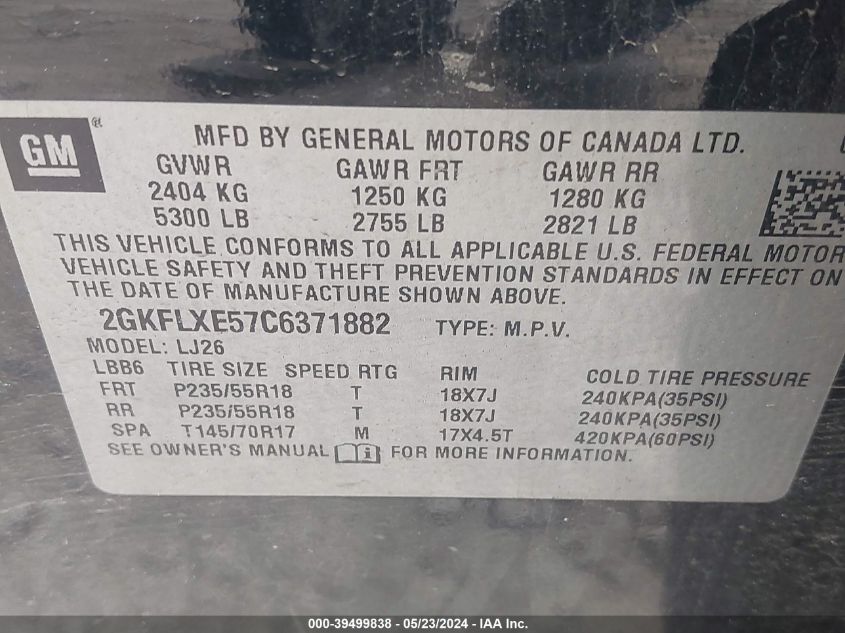 GM®
MFD BY GENERAL MOTORS OF CANADA LTD.
GVWR GAWR FRT GAWR RR
2404 KG 1250 KG 1280 KG
5300 LB 2755 LB 2821 LB
THIS VEHICLE CONFORMS TO ALL APPLICABLE U.S. FEDERAL MOTOR
VEHICLE SAFETY AND THEFT PREVENTION STANDARDS IN EFFECT ON
THE DATE OF MANUFACTURE SHOWN ABOVE.
2GKFLXE57C6371882 TYPE: M.P.V.
MODEL: LJ26
LBB6 TIRE SIZE SPEED RTG RIM COLD TIRE PRESSURE
FRT P235/55R18 T 18X7J 240KPA(35PSI)
RR P235/55R18 T 18X7J 240KPA(35PSI)
SPA T145/70R17 M 17X4.5T 420KPA(60PSI)
SEE OWNER'S MANUAL i FOR MORE INFORMATION.
000-39499838 - 05/23/2024 - IAA Inc.